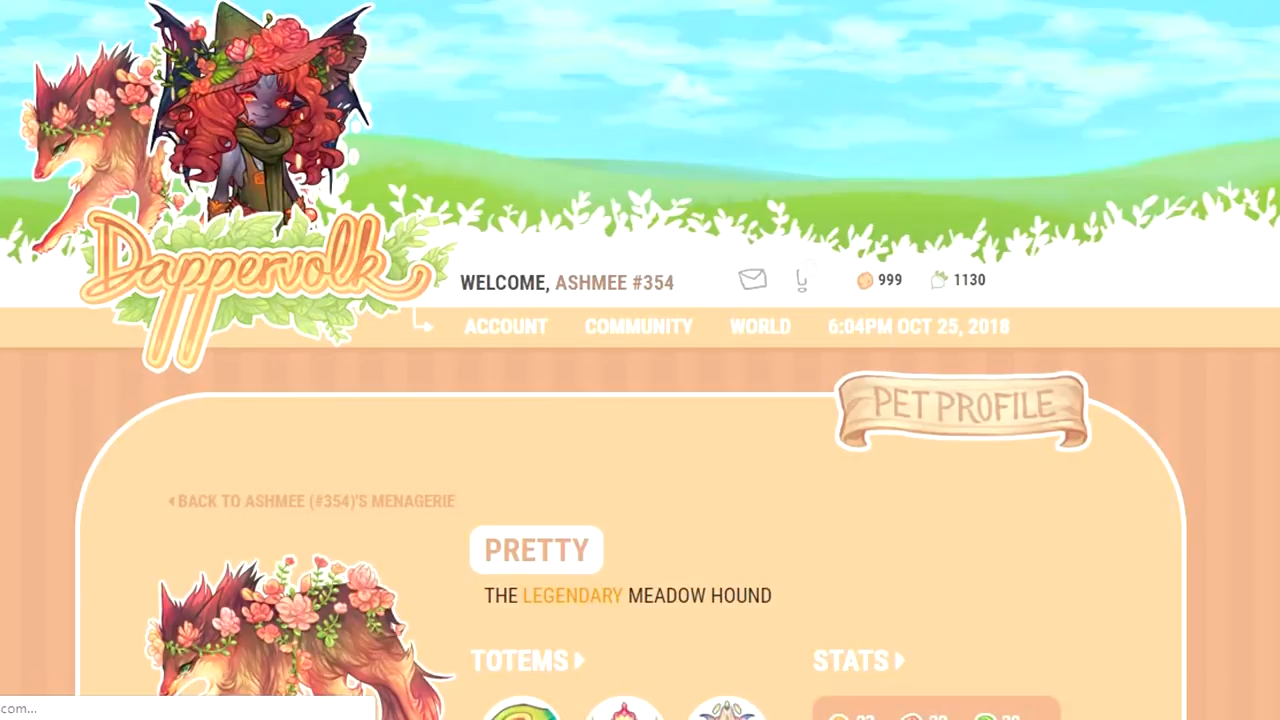 Dappervolk
WELCOME, ASHMEE #354
999
1130
ACCOUNT
COMMUNITY
WORLD
6:04PM OCT 25, 2018
PET PROFILE
BACK TO ASHMEE (#354)'S MENAGERIE
PRETTY
THE LEGENDARY MEADOW HOUND
TOTEMS
STATS
com...